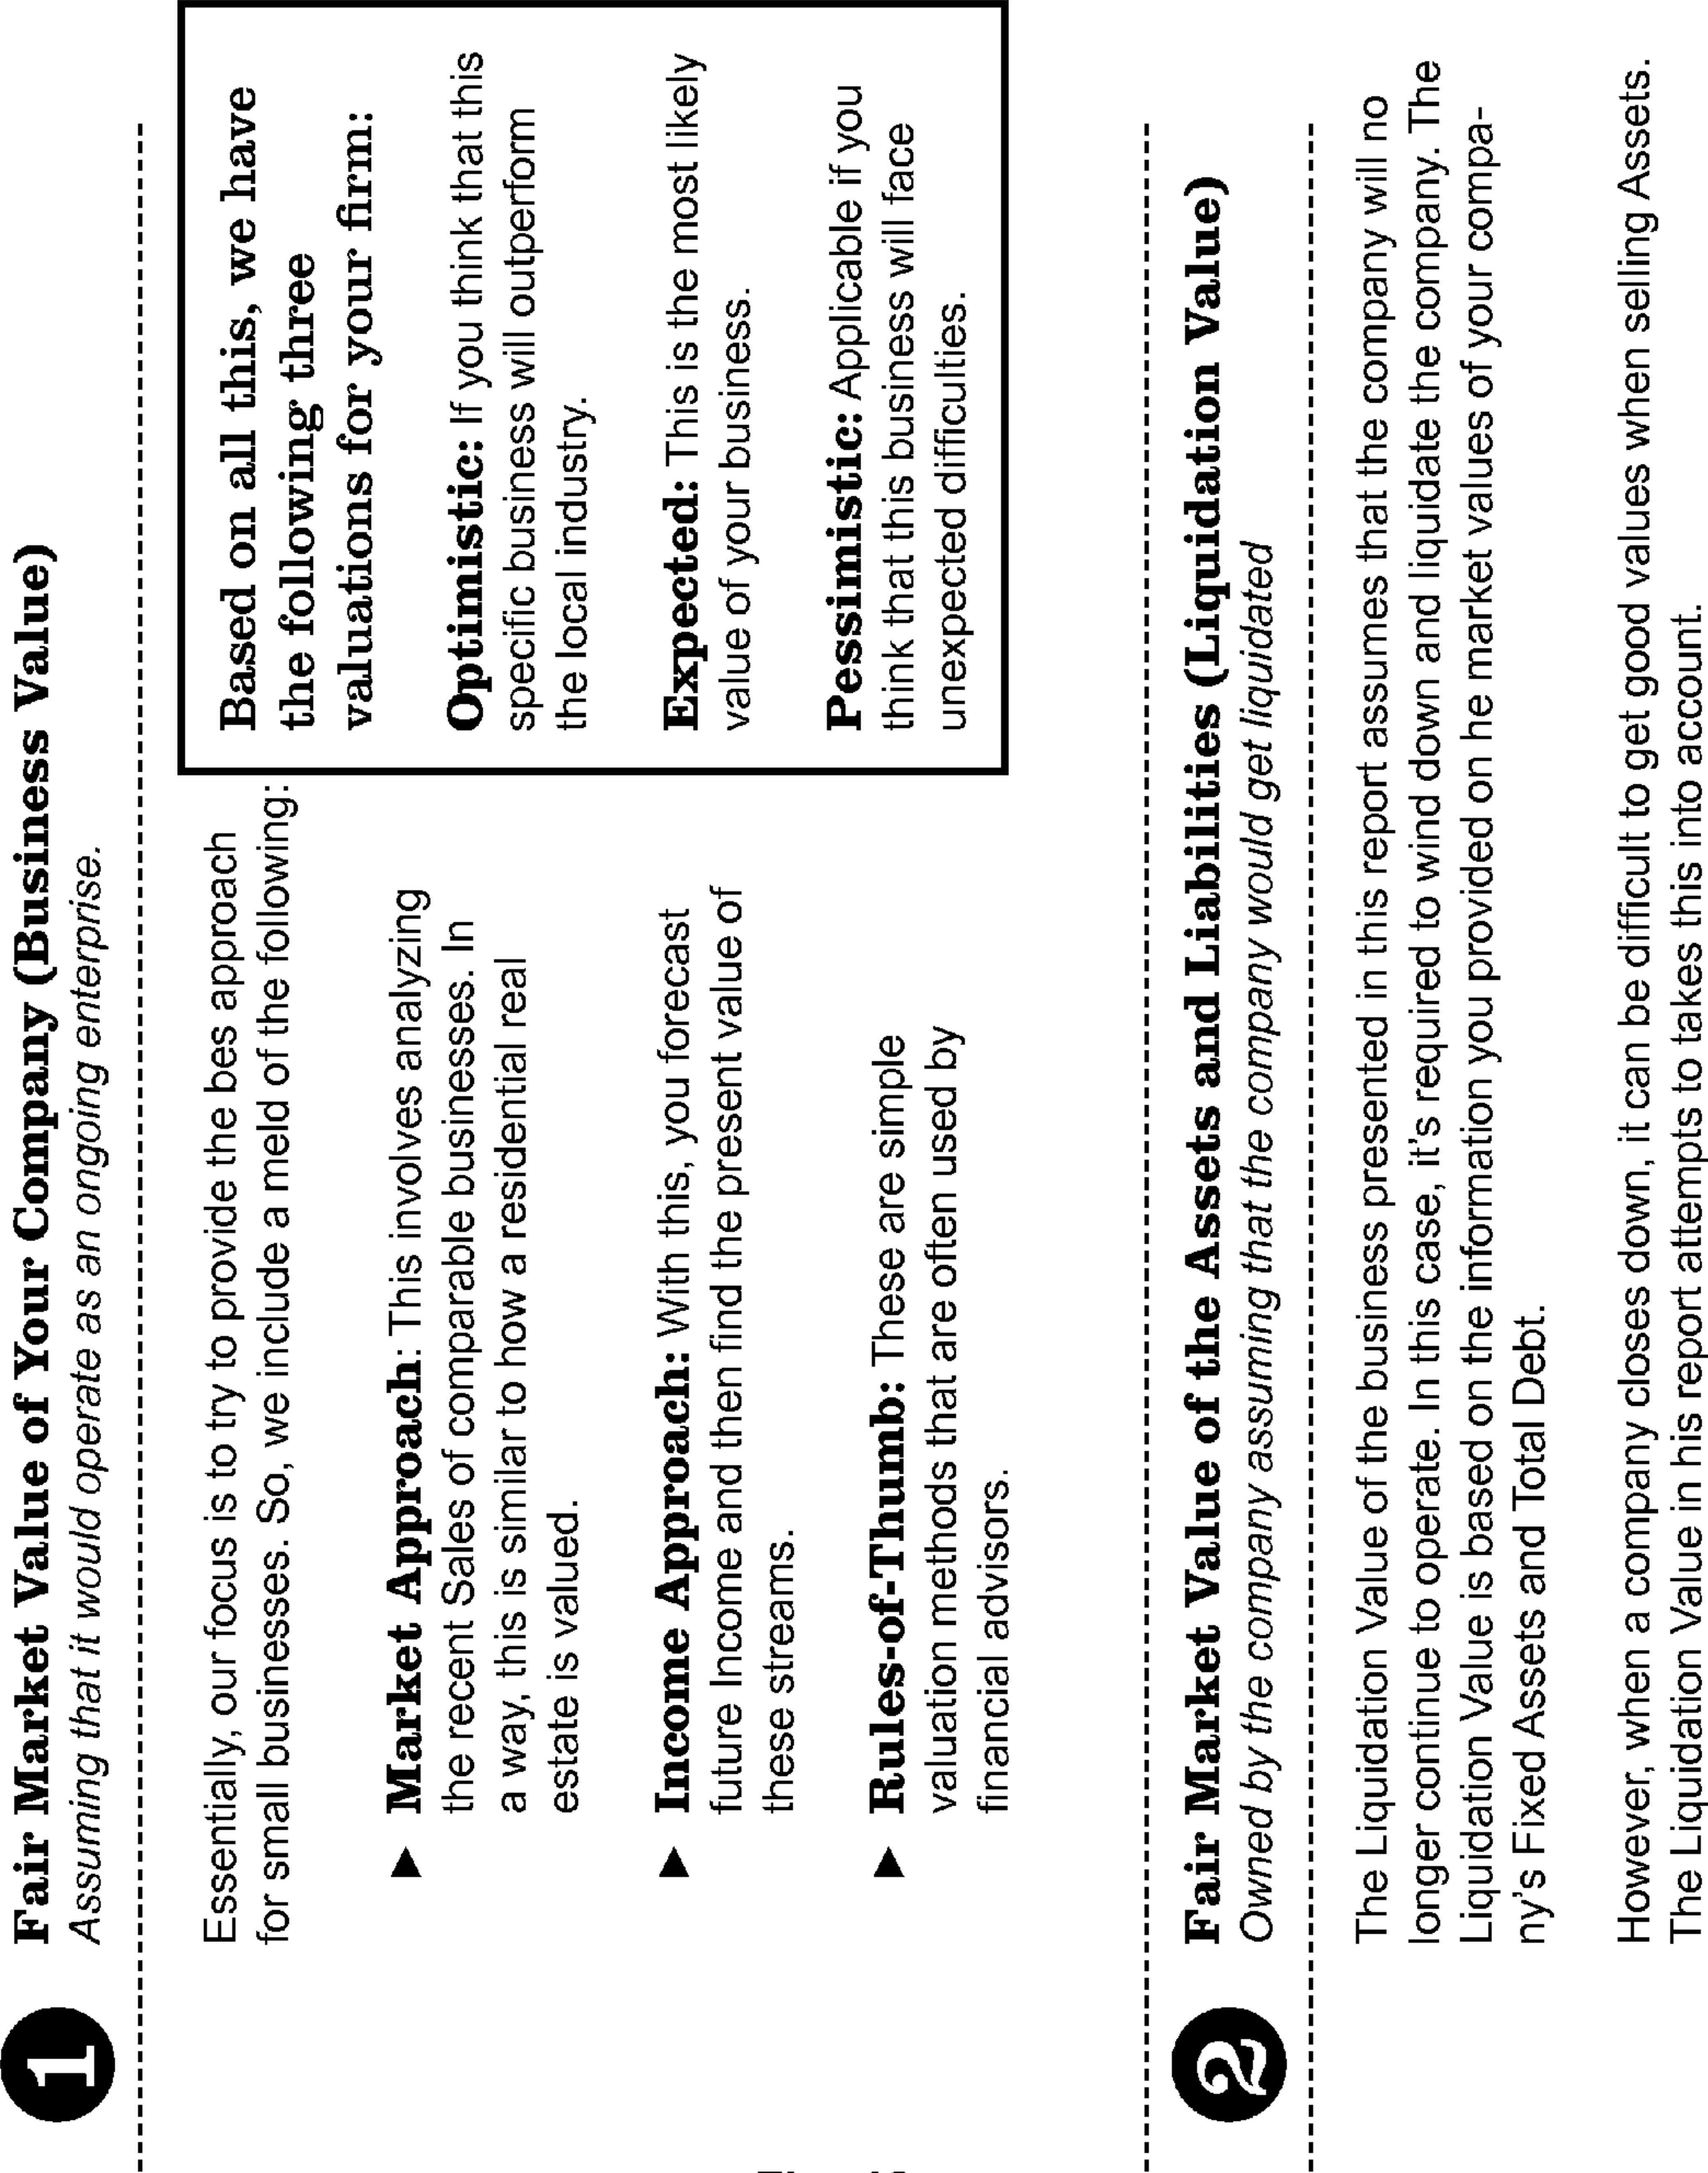 1
Fair Market Value of Your Company (Business Value)
Assuming that it would operate as an ongoing enterprise.
Essentially, our focus is to try to provide the bes approach
for small businesses. So, we include a meld of the following:
► Market Approach: This involves analyzing
the recent Sales of comparable businesses. In
a way, this is similar to how a residential real
estate is valued.
► Income Approach: With this, you forecast
future Income and then find the present value of
these streams.
► Rules-of-Thumb: These are simple
valuation methods that are often used by
financial advisors.
Based on all this, we have
the following three
valuations for your firm:
Optimistic: If you think that this
specific business will outperform
the local industry.
Expected: This is the most likely
value of your business.
Pessimistic: Applicable if you
think that this business will face
unexpected difficulties.
2
Fair Market Value of the Assets and Liabilities (Liquidation Value)
Owned by the company assuming that the company would get liquidated
The Liquidation Value of the business presented in this report assumes that the company will no
longer continue to operate. In this case, it's required to wind down and liquidate the company. The
Liquidation Value is based on the information you provided on he market values of your compa-
ny's Fixed Assets and Total Debt.
However, when a company closes down, it can be difficult to get good values when selling Assets.
The Liquidation Value in his report attempts to takes this into account.